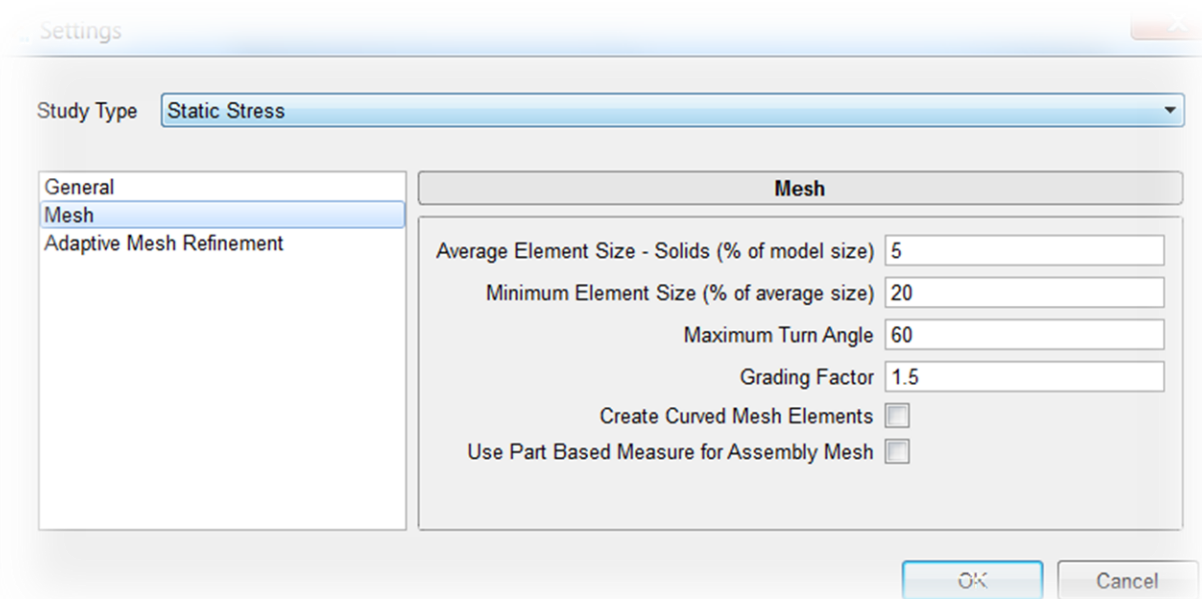 Settings
Study Type Static Stress
General
Mesh
Adaptive Mesh Refinement
Mesh
Average Element Size - Solids (% of model size) 5
Minimum Element Size (% of average size) 20
Maximum Turn Angle 60
Grading Factor 1.5
Create Curved Mesh Elements
Use Part Based Measure for Assembly Mesh
OK Cancel